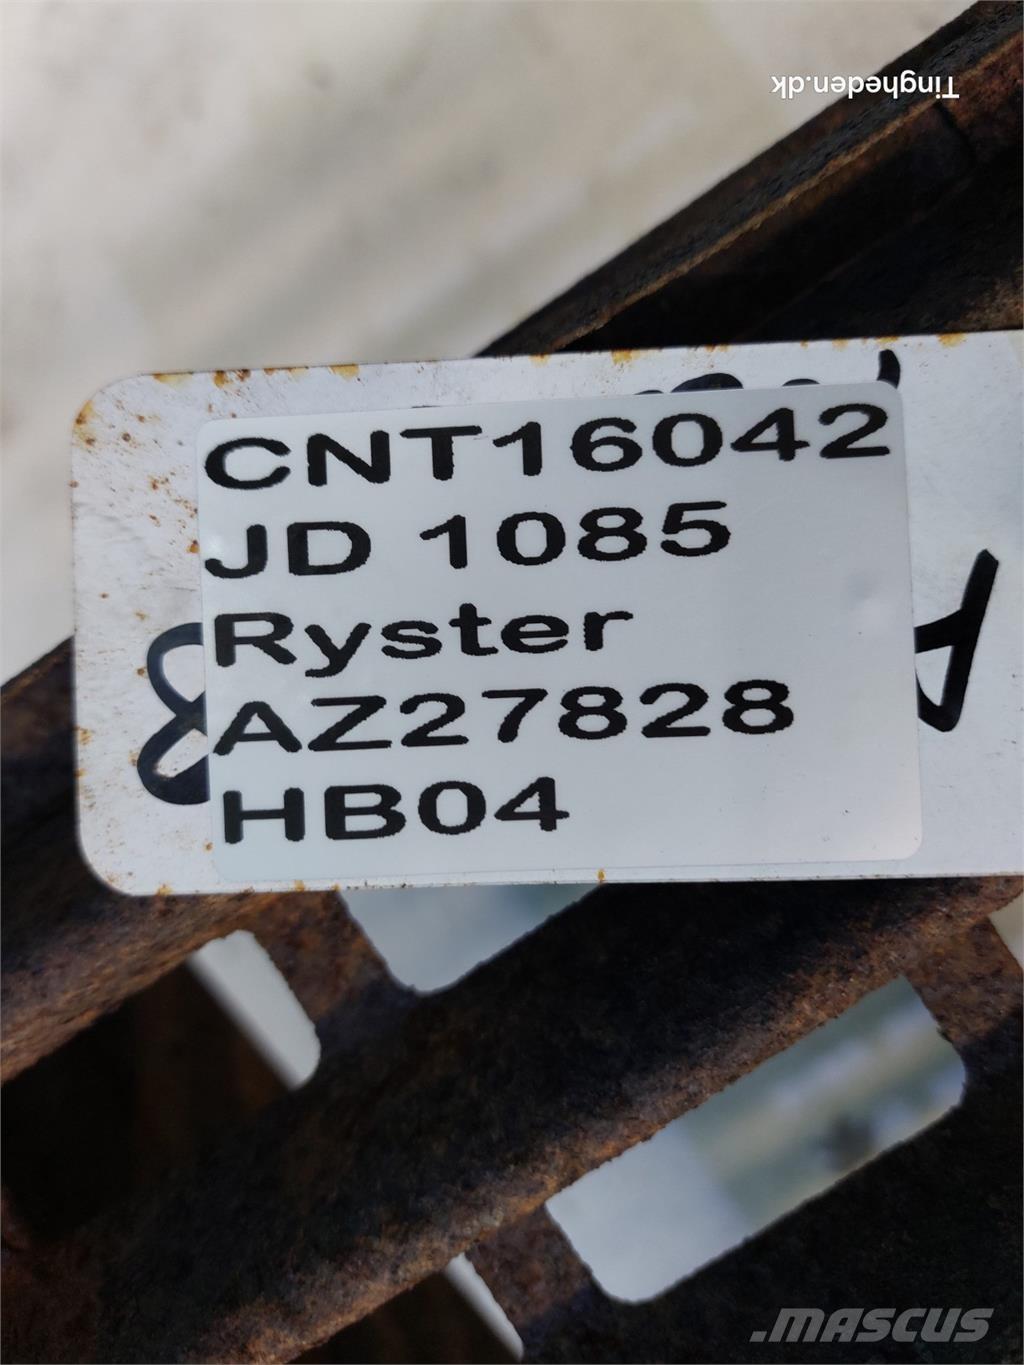 Tingheden.dk
CNT16042
JD 1085
Ryster
AZ27828
HB04
.MASCUS